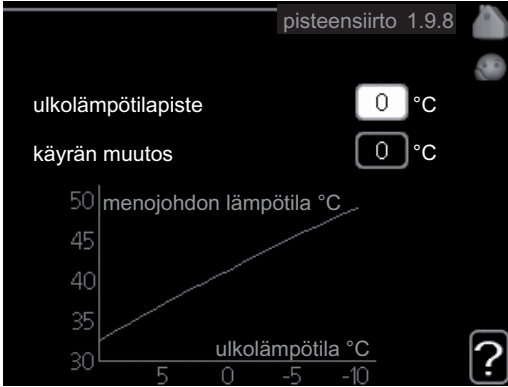 pisteensiirto 1.9.8
ulkolämpötilapiste 0 °C
käyrän muutos 0 °C
50 menojohdon lämpötila °C
45
40
35
30
ulkolämpötila °C
5 0 -5 -10
?